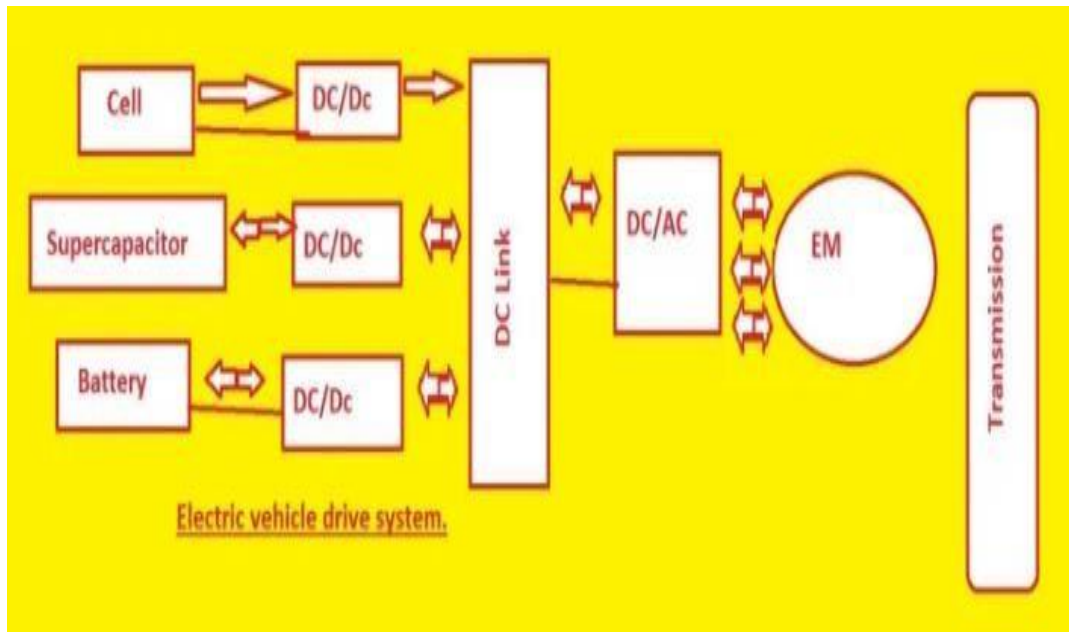 Cell
DC/Dc
Supercapacitor
DC/Dc
Battery
DC/Dc
DC Link
DC/AC
EM
Transmission
Electric vehicle drive system.